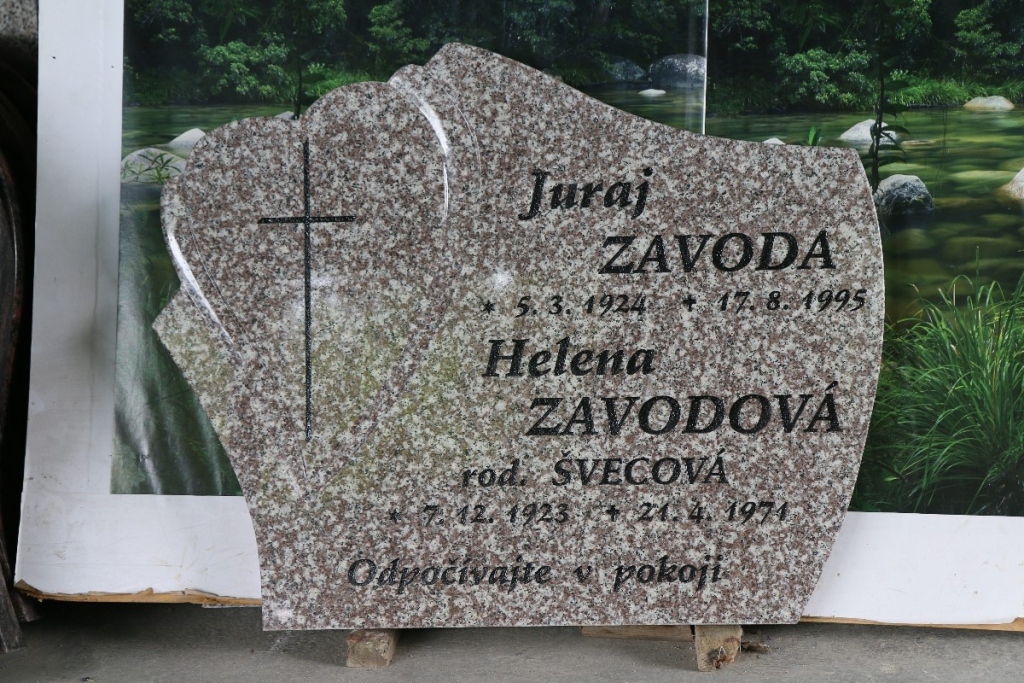 Juraj
ZAVODA
* 5. 3. 1924 ✝ 17. 8. 1995
Helena
ZAVODOVÁ
rod. ŠVECOVÁ
* 7. 12. 1923 ✝ 21. 4. 1971
Odpočívajte v pokoji